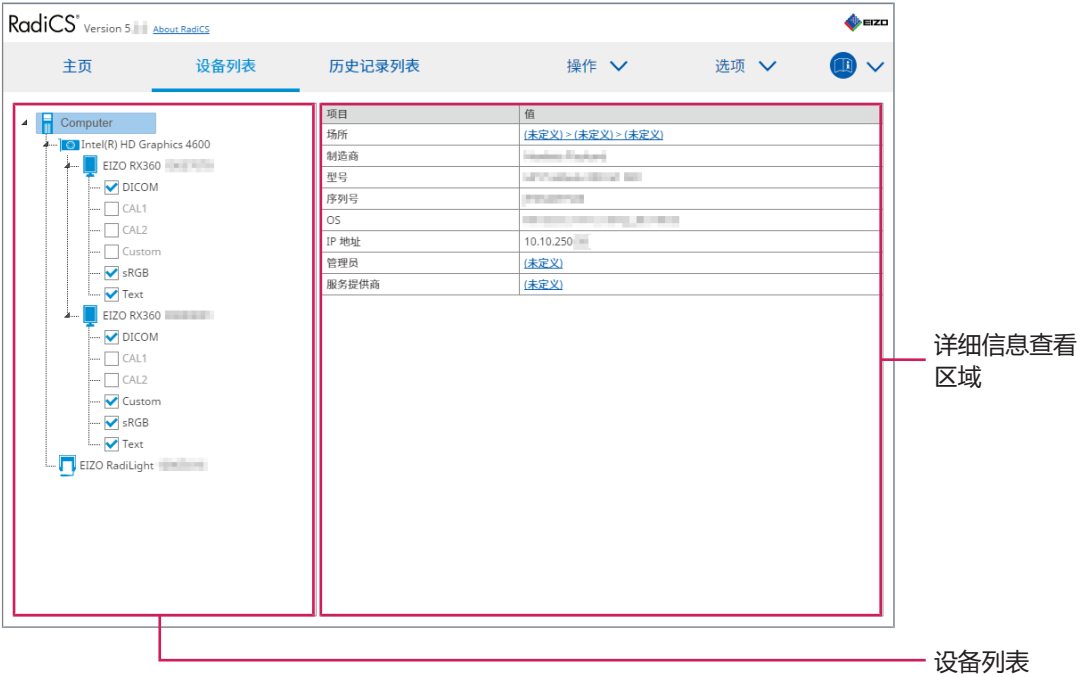 RadiCS® Version 5. About RadiCS
EIZO
主页 设备列表 历史记录列表 操作 选项
Computer
Intel(R) HD Graphics 4600
EIZO RX360
DICOM
CAL1
CAL2
Custom
sRGB
Text
EIZO RX360
DICOM
CAL1
CAL2
Custom
sRGB
Text
EIZO RadiLight
项目 值
场所 (未定义) > (未定义) > (未定义)
制造商
型号
序列号
OS
IP 地址 10.10.250
管理员 (未定义)
服务提供商 (未定义)
详细信息查看
区域
设备列表